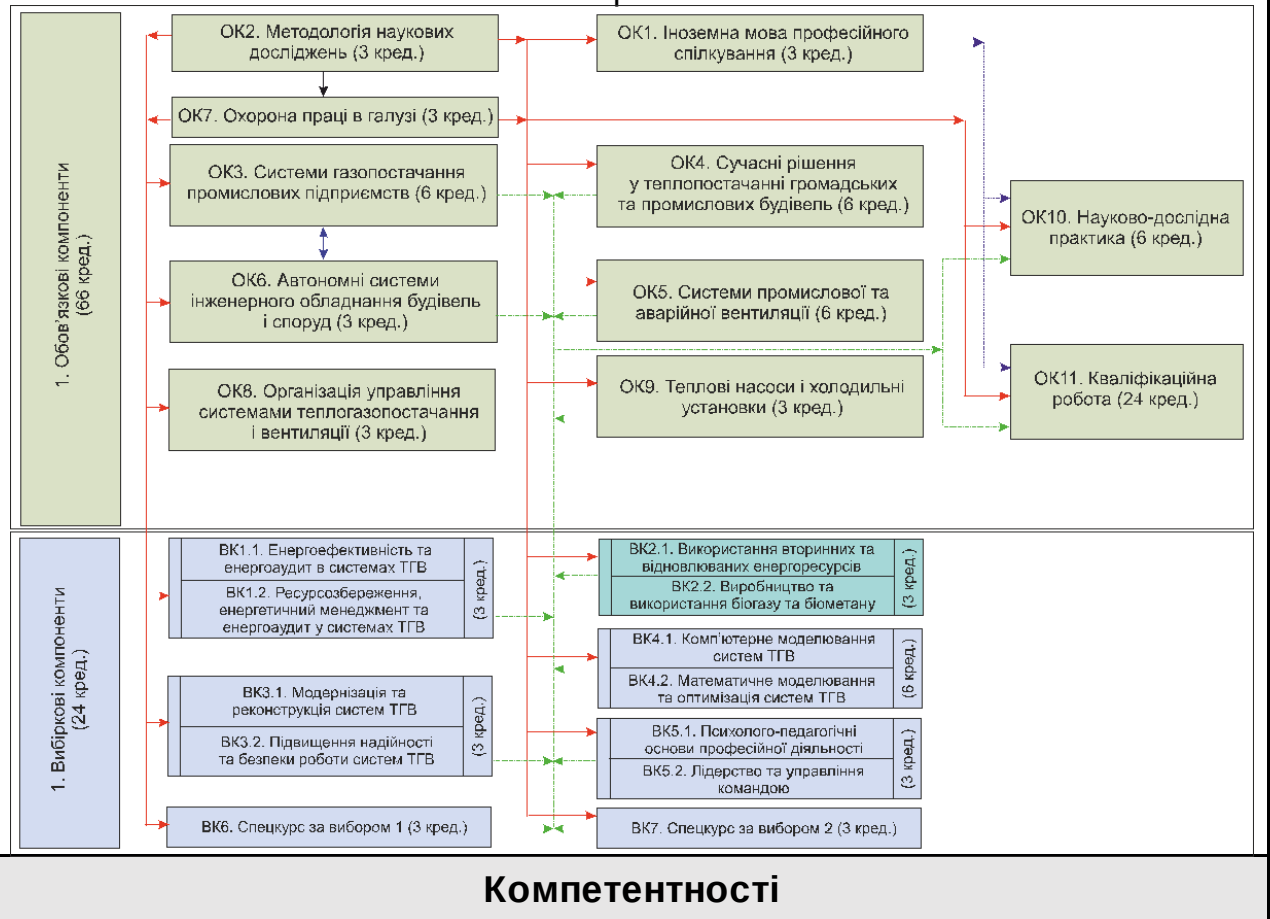 1. Обов’язкові компоненти
(66 кред.)
ОК2. Методологія наукових
досліджень (3 кред.)
ОК1. Іноземна мова професійного
спілкування (3 кред.)
ОК7. Охорона праці в галузі (3 кред.)
ОК3. Системи газопостачання
промислових підприємств (6 кред.)
ОК4. Сучасні рішення
у теплопостачанні громадських
та промислових будівель (6 кред.)
ОК10. Науково-дослідна
практика (6 кред.)
ОК6. Автономні системи
інженерного обладнання будівель
і споруд (3 кред.)
ОК5. Системи промислової та
аварійної вентиляції (6 кред.)
ОК8. Організація управління
системами теплогазопостачання
і вентиляції (3 кред.)
ОК9. Теплові насоси і холодильні
установки (3 кред.)
ОК11. Кваліфікаційна
робота (24 кред.)
1. Вибіркові компоненти
(24 кред.)
ВК1.1. Енергоефективність та
енергоаудит в системах ТГВ
ВК1.2. Ресурсозбереження,
енергетичний менеджмент та
енергоаудит у системах ТГВ
(3 кред.)
ВК2.1. Використання вторинних та
відновлюваних енергоресурсів
ВК2.2. Виробництво та
використання біогазу та біометану
(3 кред.)
ВК3.1. Модернізація та
реконструкція систем ТГВ
ВК3.2. Підвищення надійності
та безпеки роботи систем ТГВ
(3 кред.)
ВК4.1. Комп’ютерне моделювання
систем ТГВ
ВК4.2. Математичне моделювання
та оптимізація систем ТГВ
(6 кред.)
ВК5.1. Психолого-педагогічні
основи професійної діяльності
ВК5.2. Лідерство та управління
командою
(3 кред.)
ВК6. Спецкурс за вибором 1 (3 кред.)
ВК7. Спецкурс за вибором 2 (3 кред.)
Компетентності